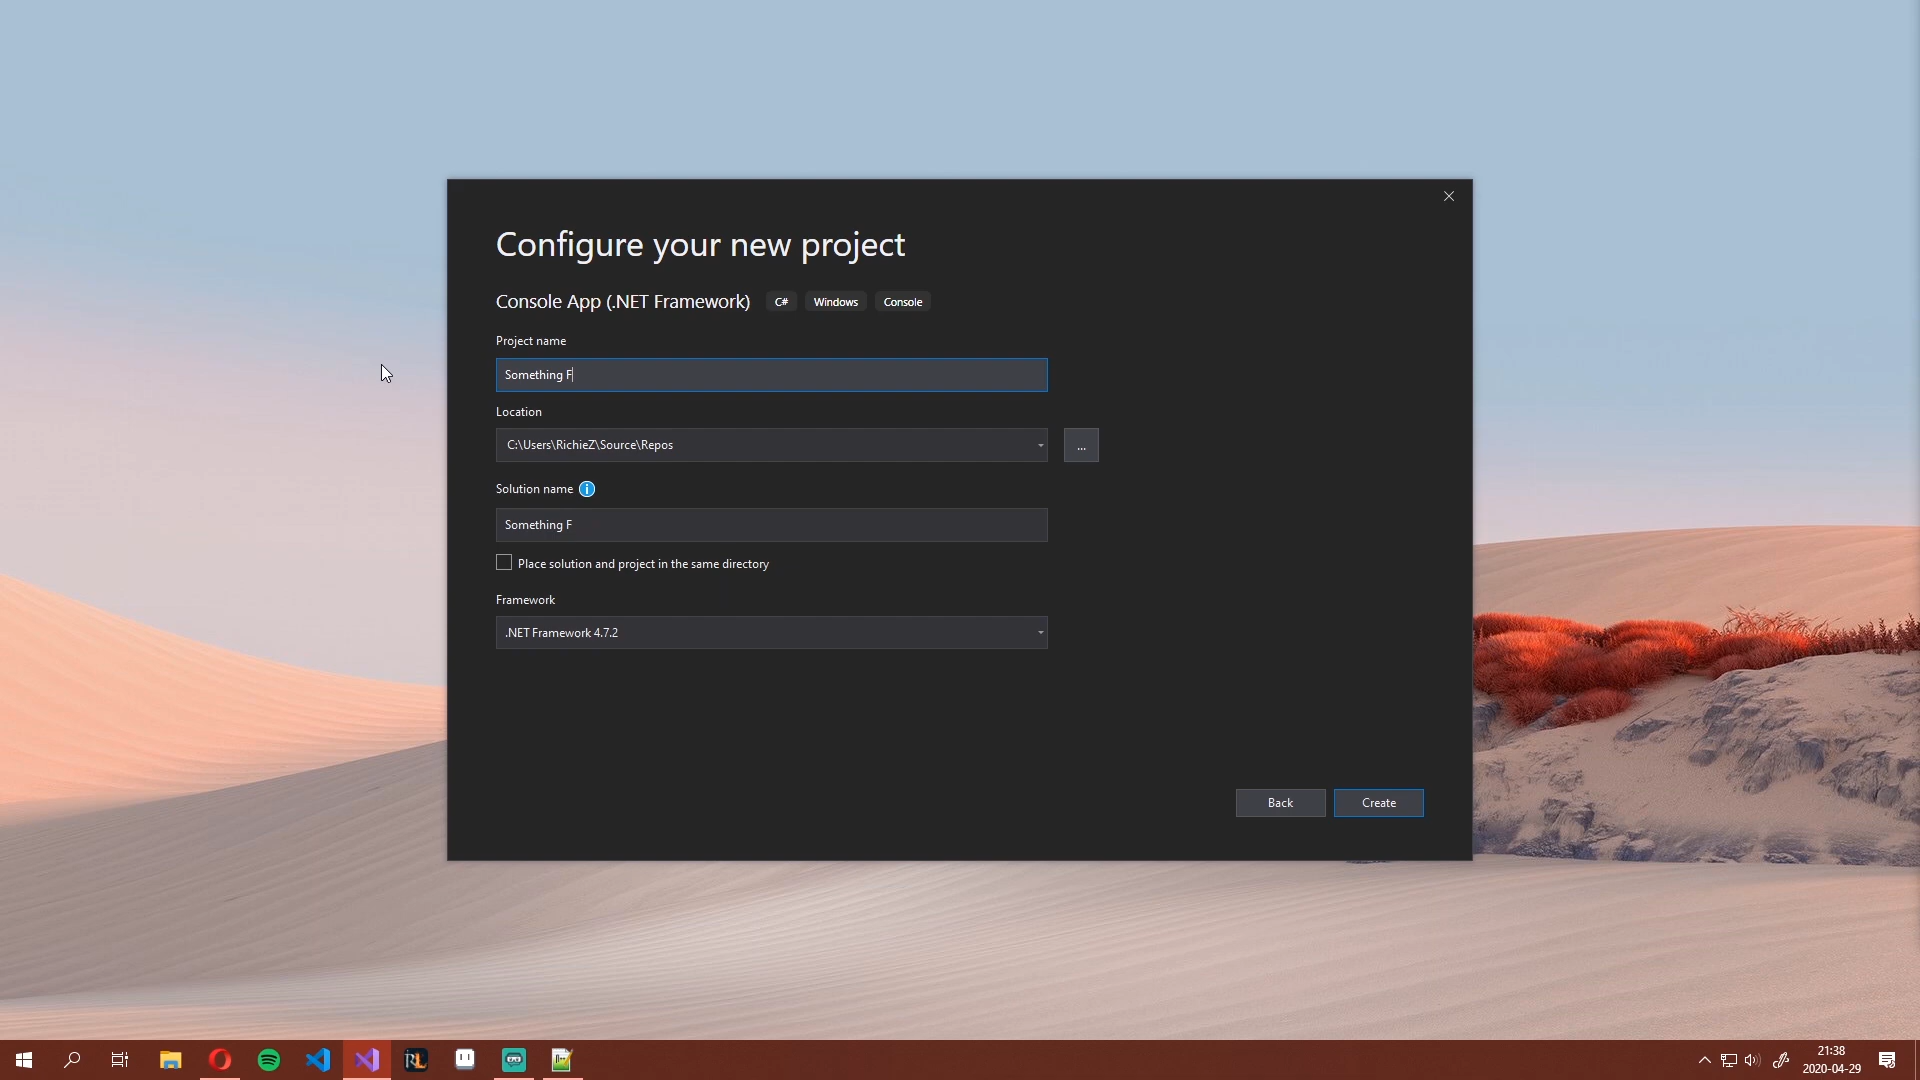 Configure your new project
Console App (.NET Framework) C# Windows Console
Project name
Something F
Location
C:\Users\RichieZ\Source\Repos
...
Solution name
Something F
Place solution and project in the same directory
Framework
.NET Framework 4.7.2
Back Create
RL
21:38
2020-04-29